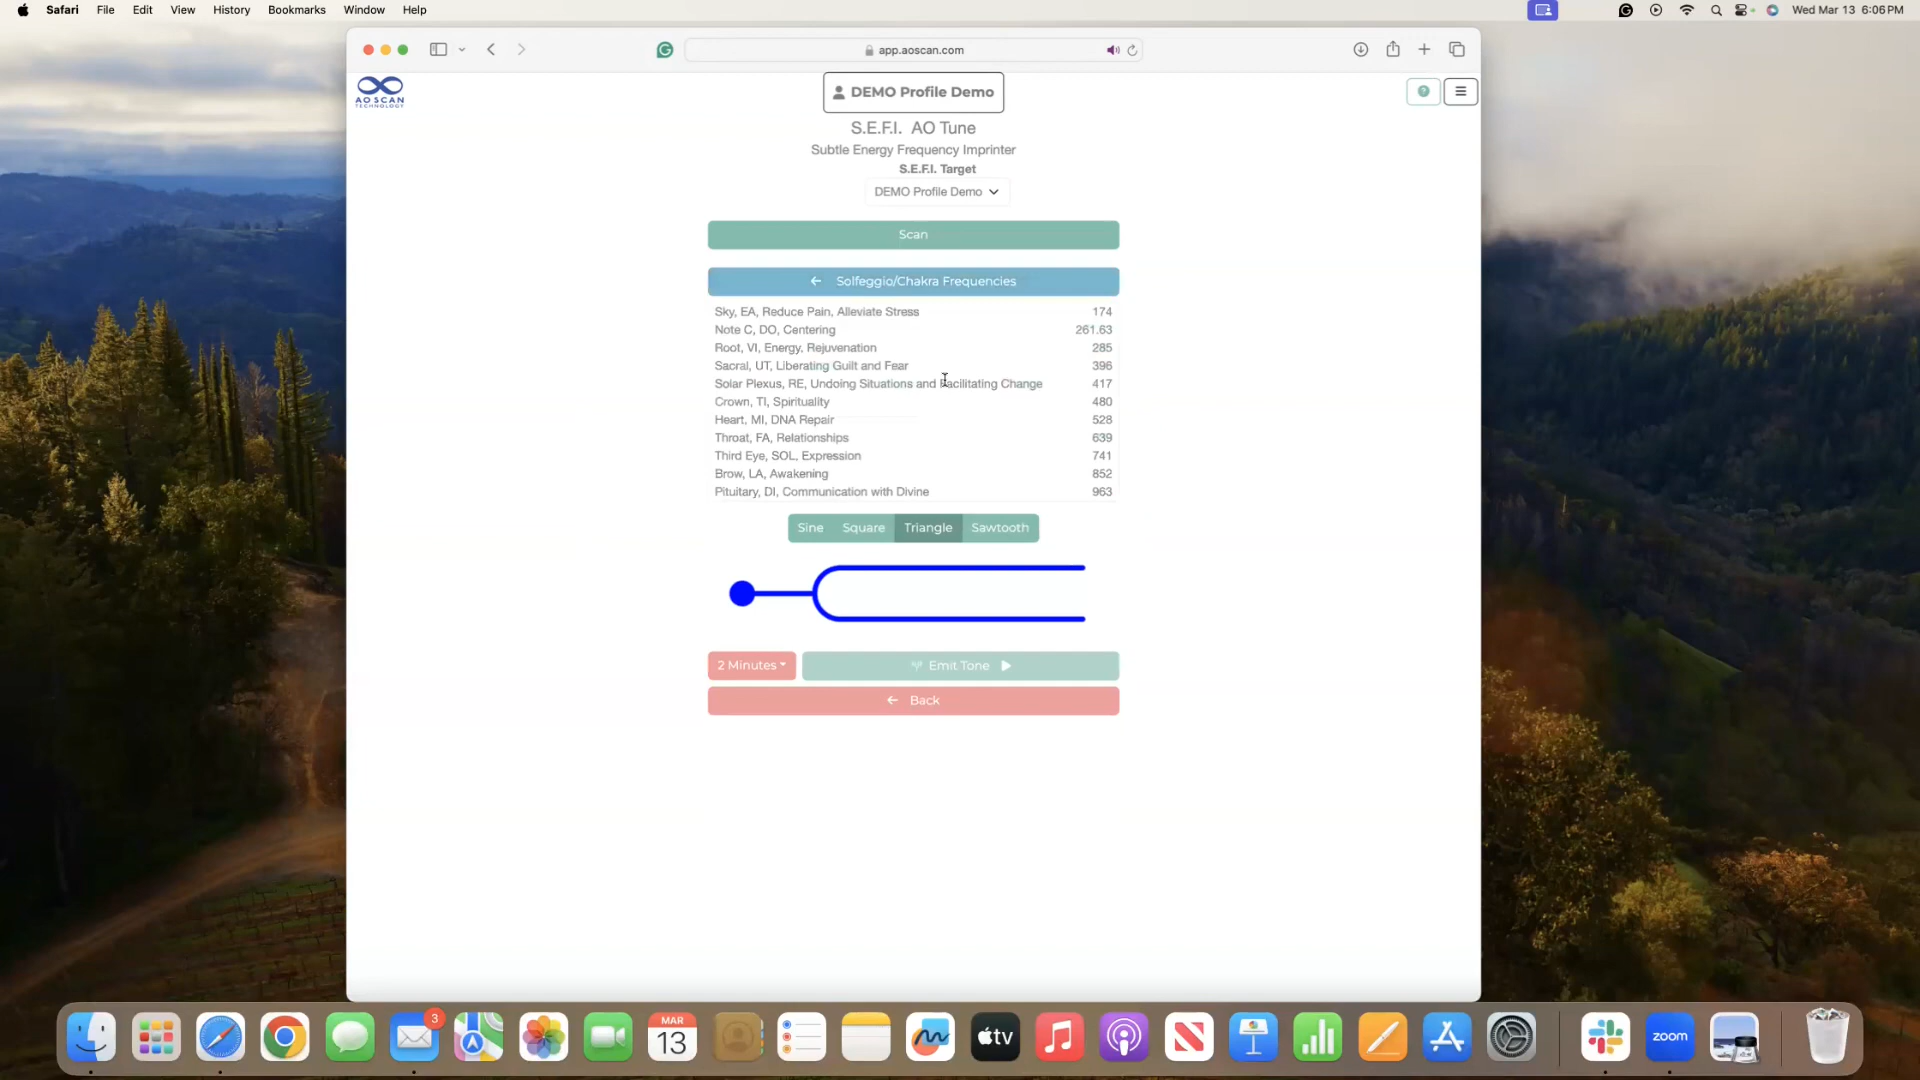 Safari File Edit View History Bookmarks Window Help Wed Mar 13 6:06 PM
app.aoscan.com
AO SCAN
TECHNOLOGY
DEMO Profile Demo
S.E.F.I. AO Tune
Subtle Energy Frequency Imprinter
S.E.F.I. Target
DEMO Profile Demo
Scan
Solfeggio/Chakra Frequencies
Sky, EA, Reduce Pain, Alleviate Stress 174
Note C, DO, Centering 261.63
Root, VI, Energy, Rejuvenation 285
Sacral, UT, Liberating Guilt and Fear 396
Solar Plexus, RE, Undoing Situations and Facilitating Change 417
Crown, TI, Spirituality 480
Heart, MI, DNA Repair 528
Throat, FA, Relationships 639
Third Eye, SOL, Expression 741
Brow, LA, Awakening 852
Pituitary, DI, Communication with Divine 963
Sine Square Triangle Sawtooth
2 Minutes Emit Tone
Back
3
MAR
13
tv
zoom